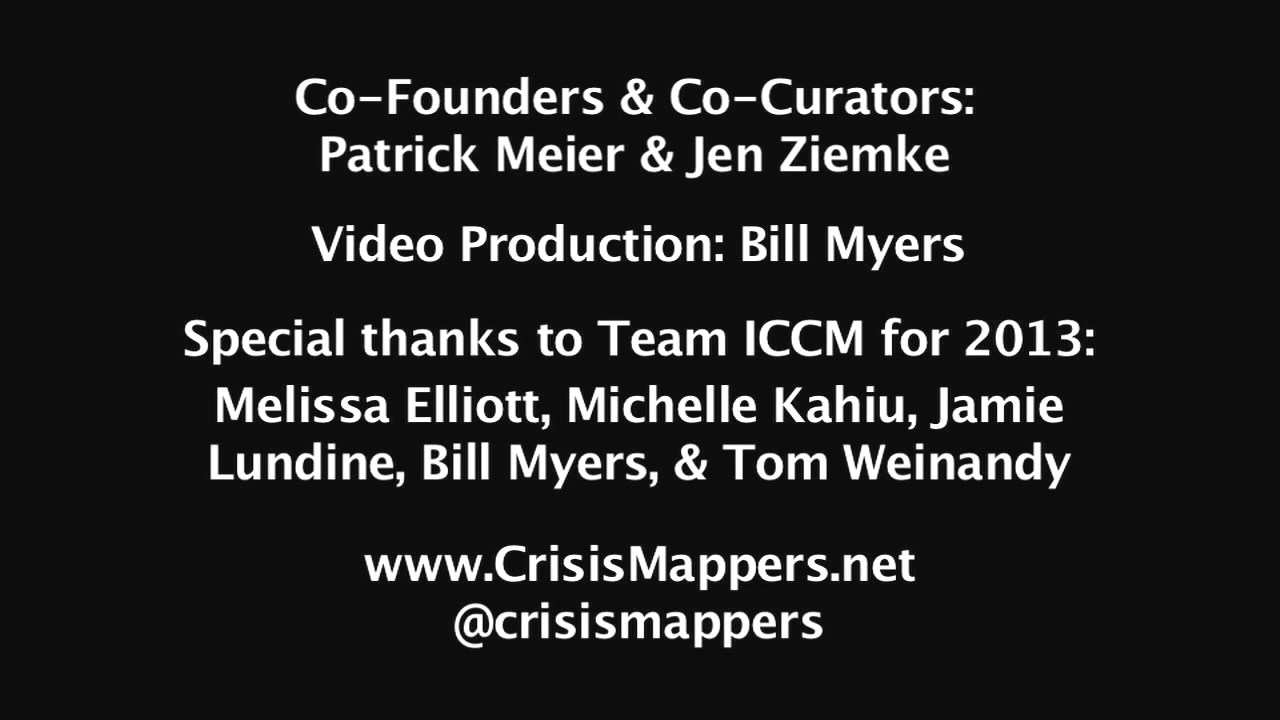 Co-Founders & Co-Curators:
Patrick Meier & Jen Ziemke
Video Production: Bill Myers
Special thanks to Team ICCM for 2013:
Melissa Elliott, Michelle Kahiu, Jamie
Lundine, Bill Myers, & Tom Weinandy
www.CrisisMappers.net
@crisismappers